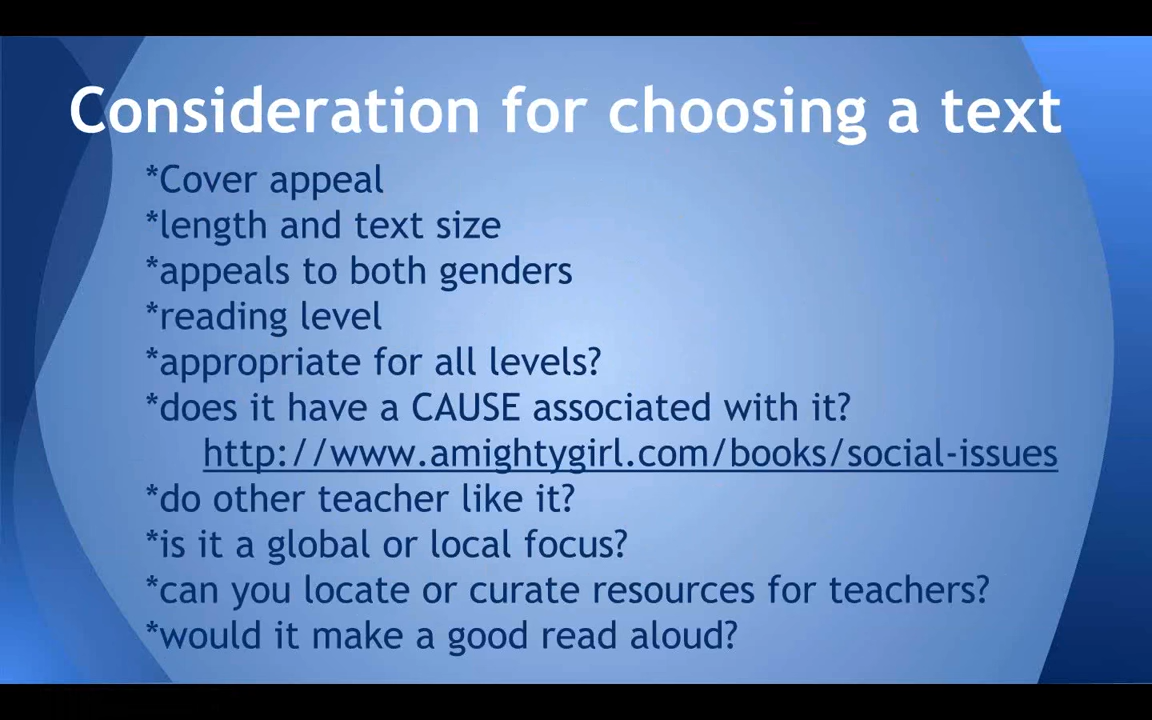 Consideration for choosing a text
*Cover appeal
*length and text size
*appeals to both genders
*reading level
*appropriate for all levels?
*does it have a CAUSE associated with it?
http://www.amightygirl.com/books/social-issues
*do other teacher like it?
*is it a global or local focus?
*can you locate or curate resources for teachers?
*would it make a good read aloud?